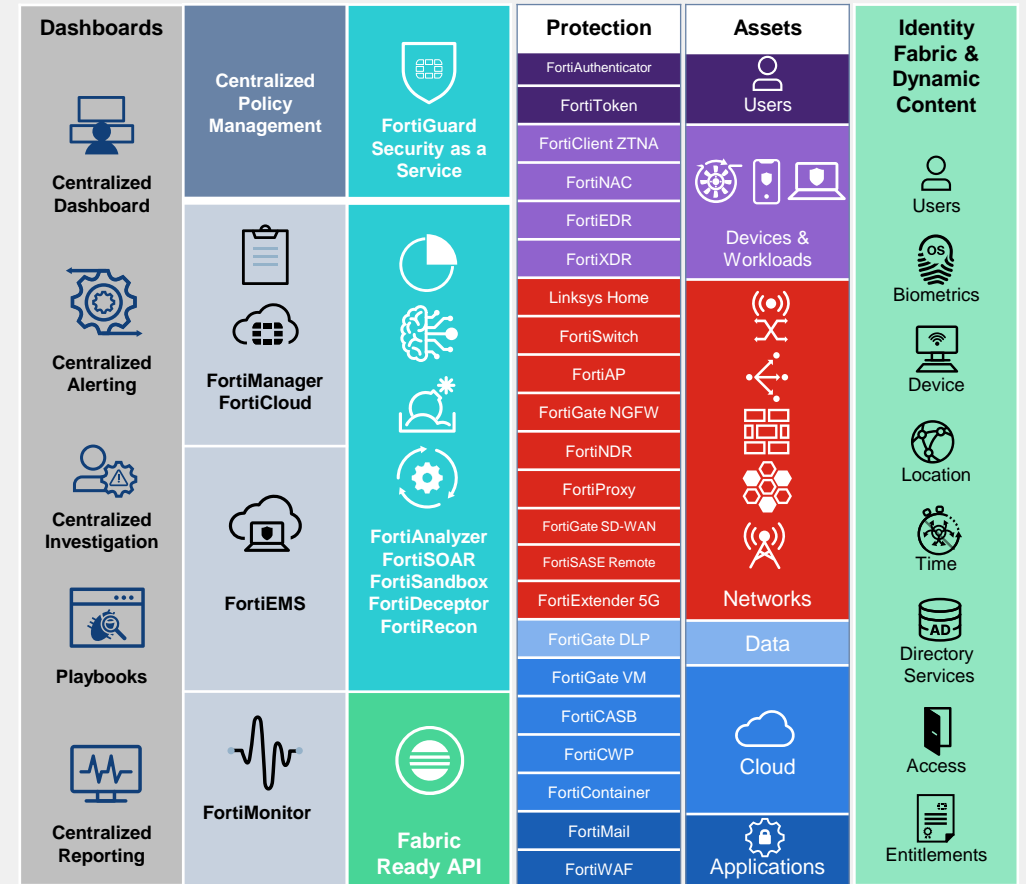 Dashboards
Centralized
Dashboard
Centralized
Alerting
Centralized
Investigation
Playbooks
Centralized
Reporting
Centralized
Policy
Management
FortiManager
FortiCloud
FortiEMS
FortiMonitor
FortiGuard
Security as a
Service
FortiAnalyzer
FortiSOAR
FortiSandbox
FortiDeceptor
FortiRecon
Fabric
Ready API
Protection
FortiAuthenticator
FortiToken
FortiClient ZTNA
FortiNAC
FortiEDR
FortiXDR
Linksys Home
FortiSwitch
FortiAP
FortiGate NGFW
FortiNDR
FortiProxy
FortiGate SD-WAN
FortiSASE Remote
FortiExtender 5G
FortiGate DLP
FortiGate VM
FortiCASB
FortiCWP
FortiContainer
FortiMail
FortiWAF
Assets
Users
Devices &
Workloads
Networks
Data
Cloud
Applications
Identity
Fabric &
Dynamic
Content
Users
OS
Biometrics
Device
Location
Time
AD
Directory
Services
Access
Entitlements